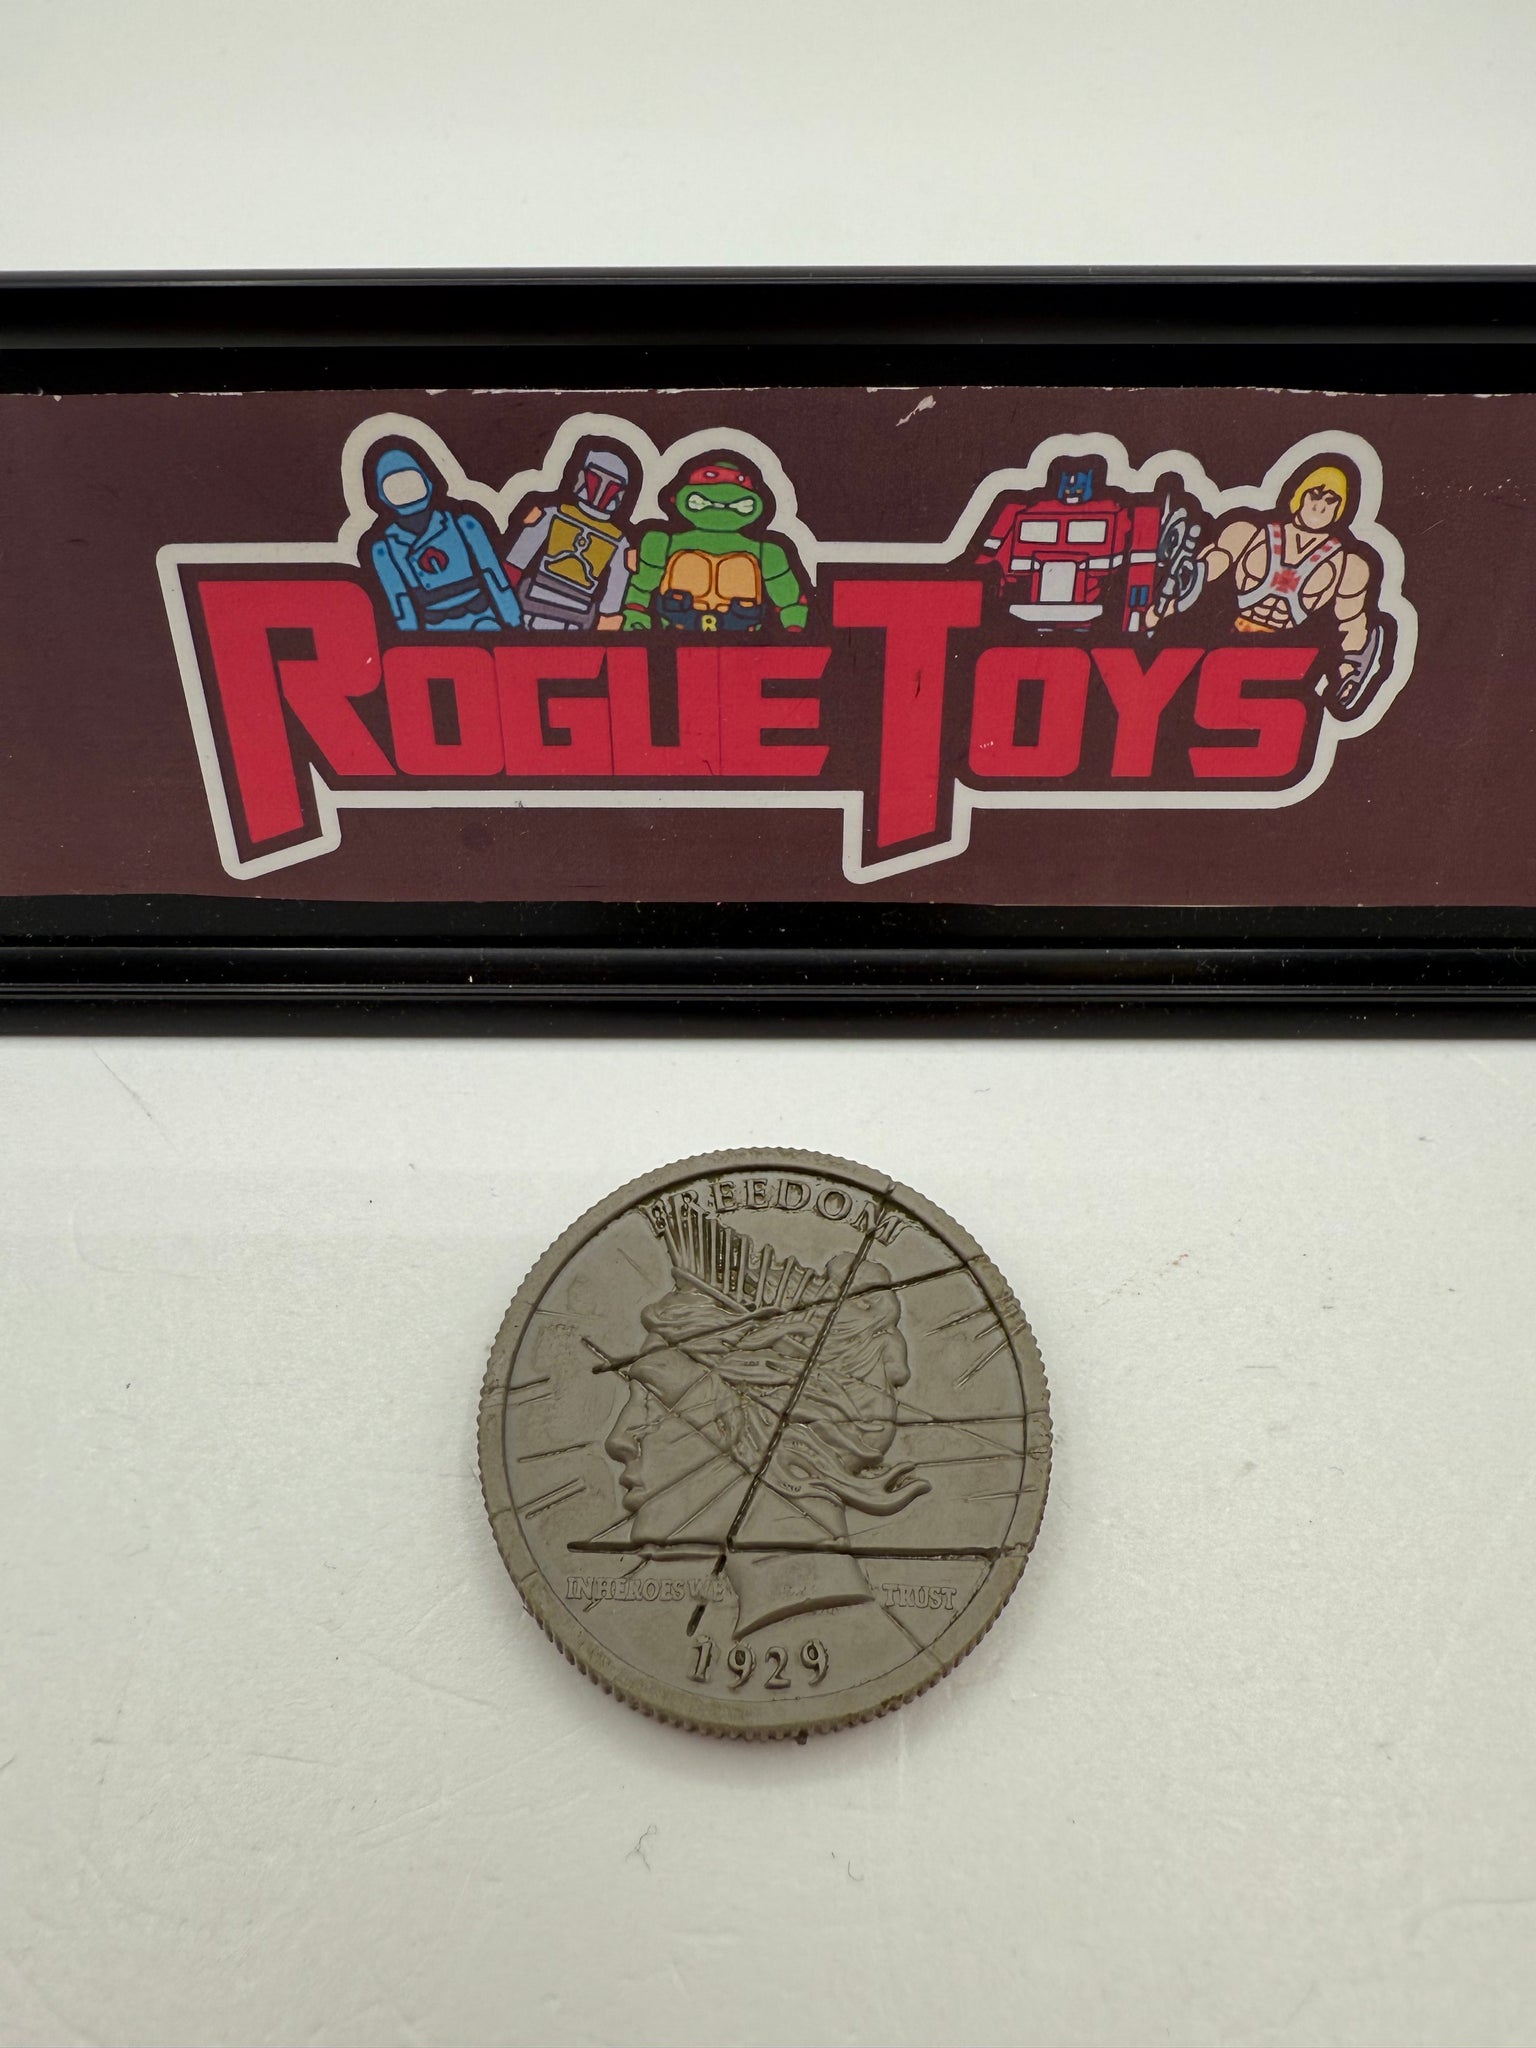 ROGUE TOYS
R
FREEDOM
IN HEROES WE TRUST
1929